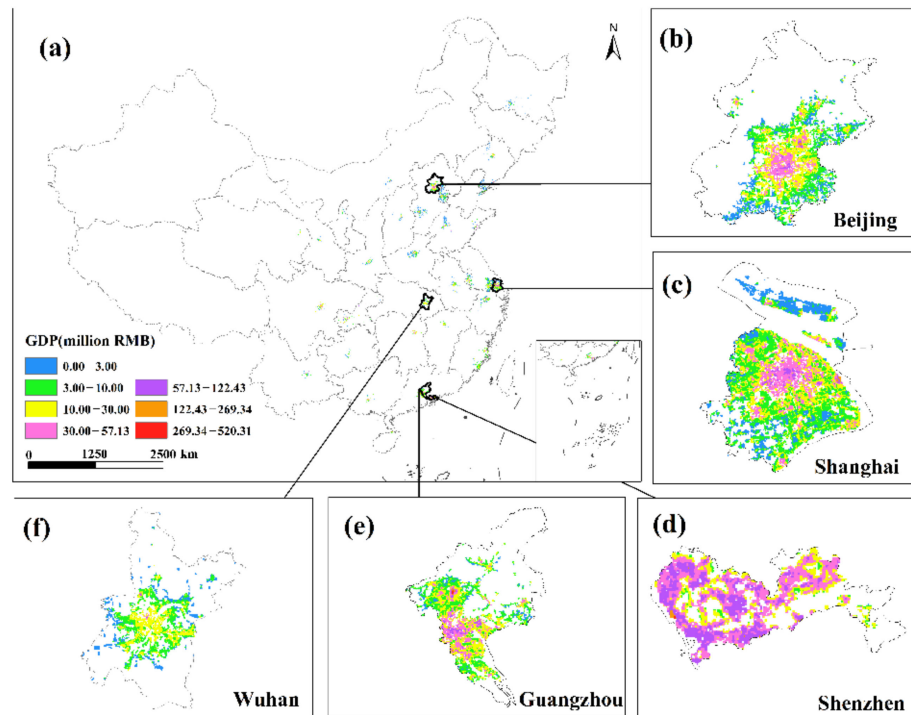 (a)
N
GDP(million RMB)
0.00 3.00
3.00－10.00
10.00－30.00
30.00－57.13
57.13－122.43
122.43－269.34
269.34－520.31
0 1250 2500 km
(b)
Beijing
(c)
Shanghai
(f)
Wuhan
(e)
Guangzhou
(d)
Shenzhen